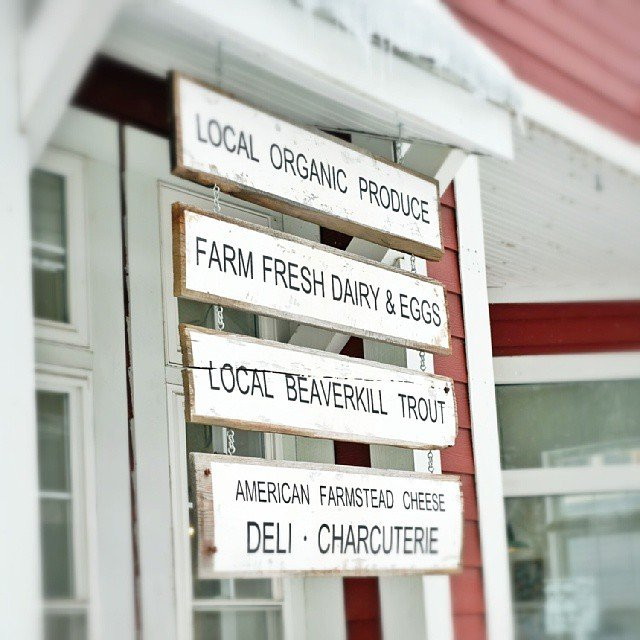 LOCAL ORGANIC PRODUCE
FARM FRESH DAIRY & EGGS
LOCAL BEAVERKILL TROUT
AMERICAN FARMSTEAD CHEESE
DELI · CHARCUTERIE